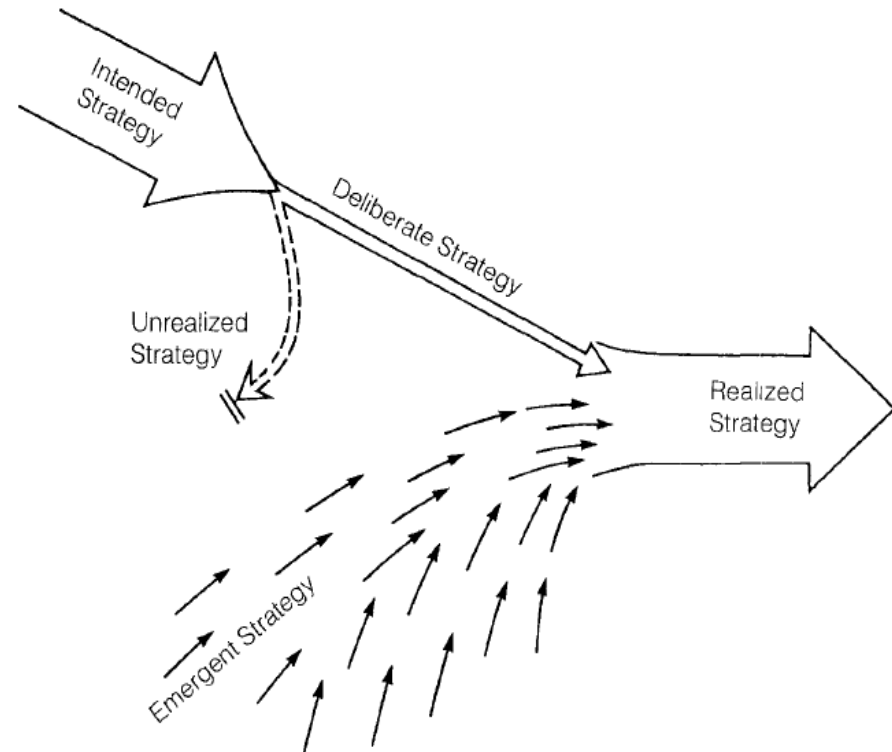 Intended
Strategy
Deliberate Strategy
Unrealized
Strategy
Realized
Strategy
Emergent Strategy